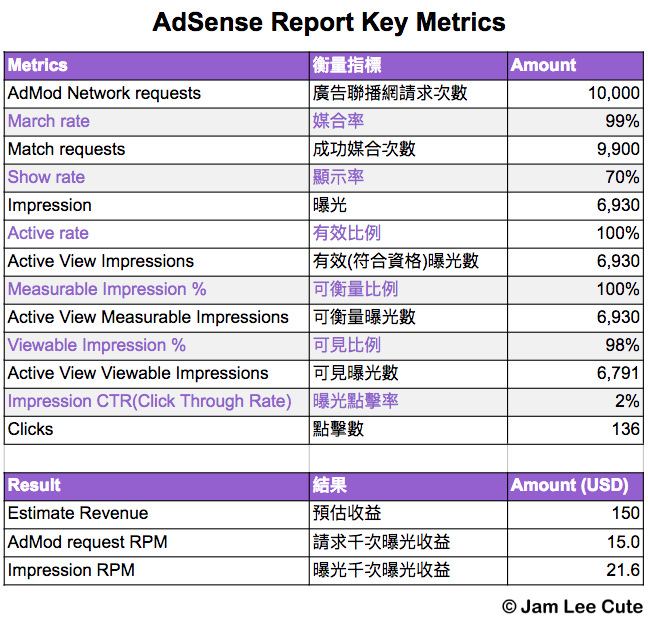 AdSense Report Key Metrics
Metrics 衡量指標 Amount
AdMod Network requests 廣告聯播網請求次數 10,000
March rate 媒合率 99%
Match requests 成功媒合次數 9,900
Show rate 顯示率 70%
Impression 曝光 6,930
Active rate 有效比例 100%
Active View Impressions 有效(符合資格)曝光數 6,930
Measurable Impression % 可衡量比例 100%
Active View Measurable Impressions 可衡量曝光數 6,930
Viewable Impression % 可見比例 98%
Active View Viewable Impressions 可見曝光數 6,791
Impression CTR(Click Through Rate) 曝光點擊率 2%
Clicks 點擊數 136
Result 結果 Amount (USD)
Estimate Revenue 預估收益 150
AdMod request RPM 請求千次曝光收益 15.0
Impression RPM 曝光千次曝光收益 21.6
© Jam Lee Cute